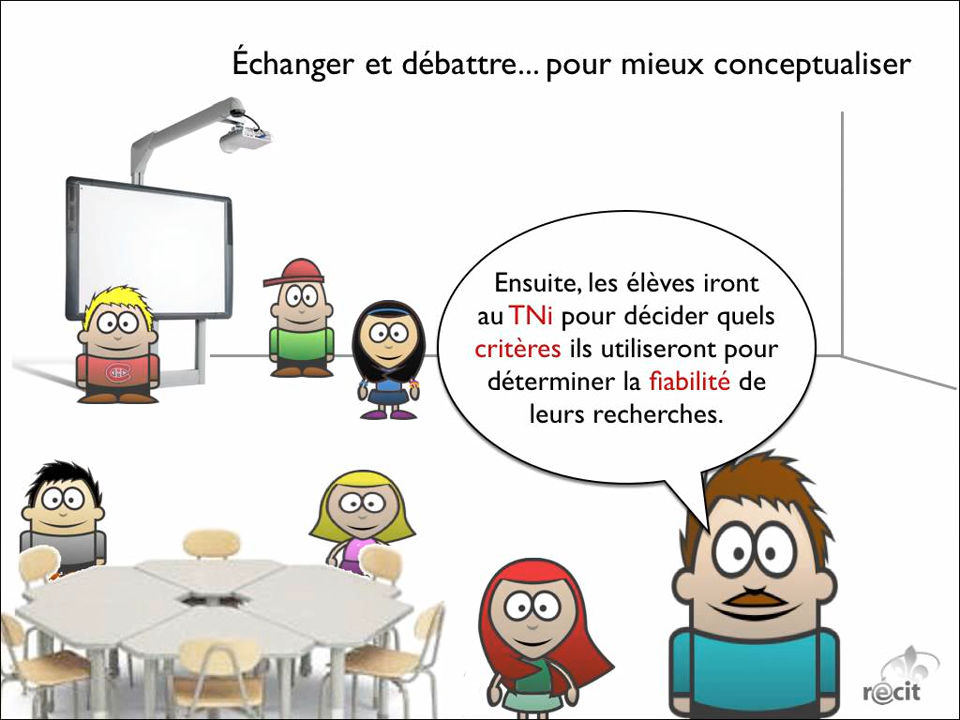 Échanger et débattre... pour mieux conceptualiser
Ensuite, les élèves iront
au TNi pour décider quels
critères ils utiliseront pour
déterminer la fiabilité de
leurs recherches.
récit